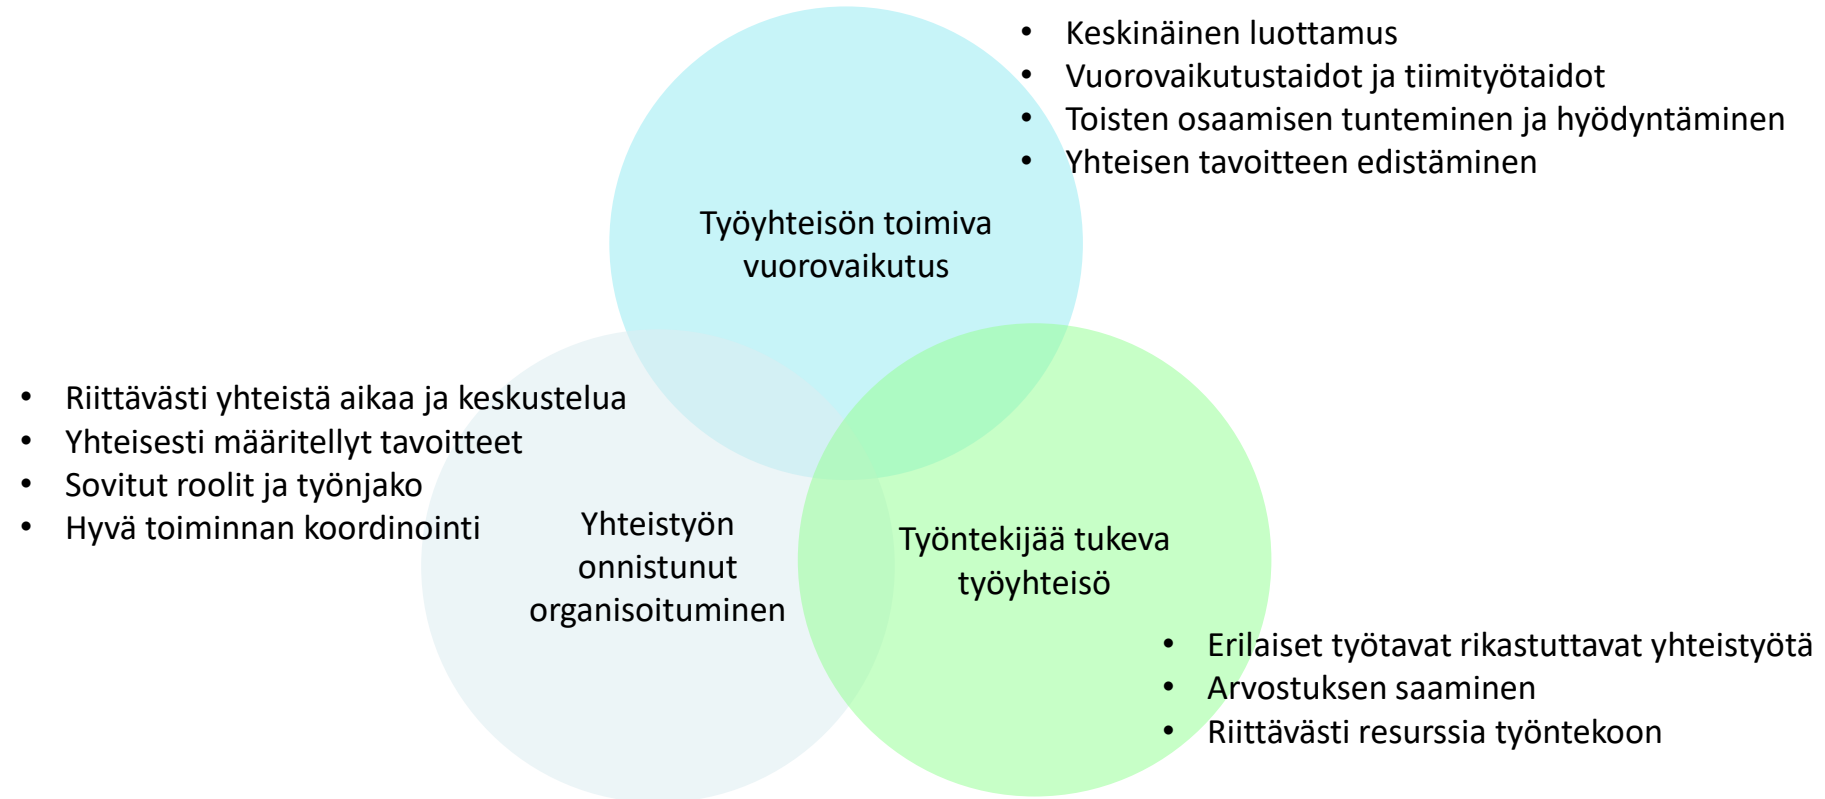 • Keskinäinen luottamus
• Vuorovaikutustaidot ja tiimityötaidot
• Toisten osaamisen tunteminen ja hyödyntäminen
• Yhteisen tavoitteen edistäminen
Työyhteisön toimiva
vuorovaikutus
• Riittävästi yhteistä aikaa ja keskustelua
• Yhteisesti määritellyt tavoitteet
• Sovitut roolit ja työnjako
• Hyvä toiminnan koordinointi
Yhteistyön
onnistunut
organisoituminen
Työntekijää tukeva
työyhteisö
• Erilaiset työtavat rikastuttavat yhteistyötä
• Arvostuksen saaminen
• Riittävästi resurssia työntekoon